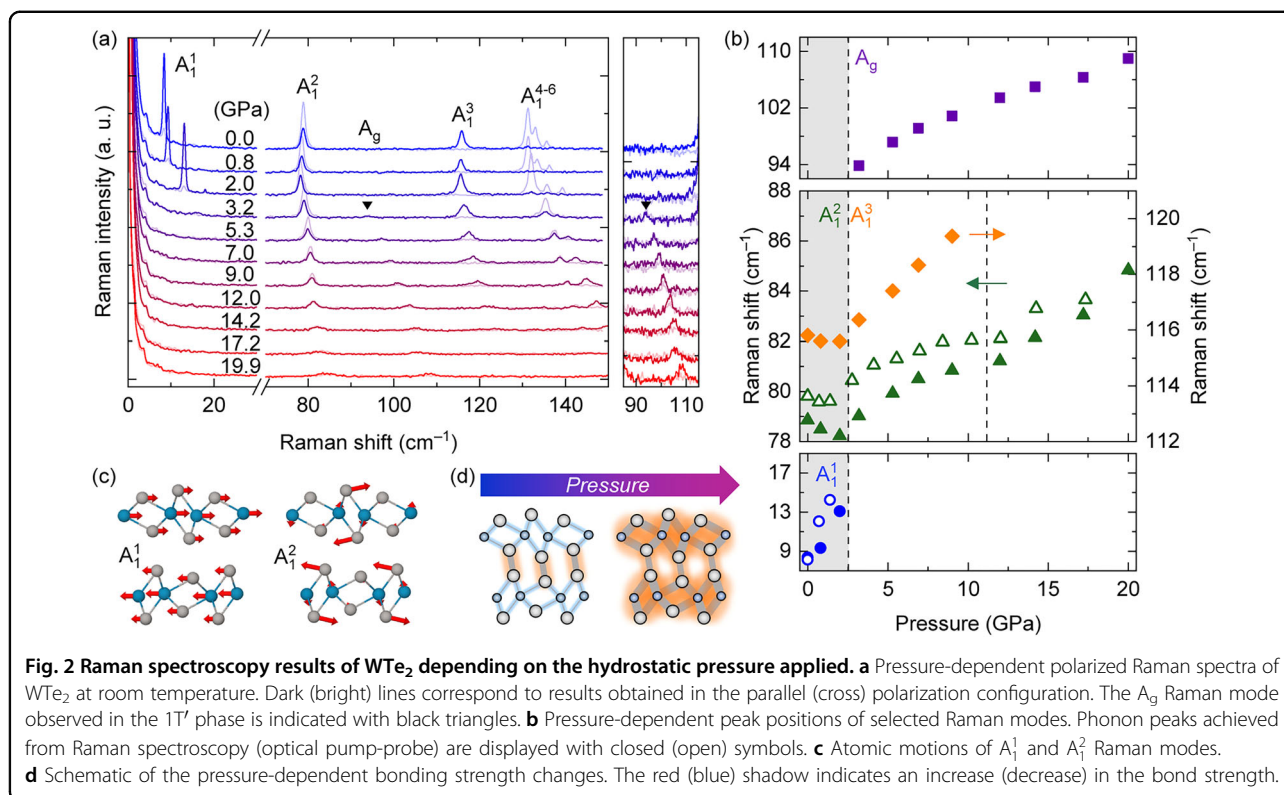 (a)
A₁¹
(GPa)
0.0
0.8
2.0
3.2
5.3
7.0
9.0
12.0
14.2
17.2
19.9
A₁²
A_g
A₁³
A₁⁴⁻⁶
Raman intensity (a. u.)
0 20 80 100 120 140
90 110
Raman shift (cm⁻¹)
(b)
110
102
94
A_g
88
86
84
82
80
78
A₁² A₁³
120
118
116
114
112
Raman shift (cm⁻¹)
Raman shift (cm⁻¹)
17
13
9
A₁¹
0 5 10 15 20
Pressure (GPa)
(c)
A₁¹ A₁²
(d)
Pressure
Fig. 2 Raman spectroscopy results of WTe₂ depending on the hydrostatic pressure applied. a Pressure-dependent polarized Raman spectra of
WTe₂ at room temperature. Dark (bright) lines correspond to results obtained in the parallel (cross) polarization configuration. The A_g Raman mode
observed in the 1T′ phase is indicated with black triangles. b Pressure-dependent peak positions of selected Raman modes. Phonon peaks achieved
from Raman spectroscopy (optical pump-probe) are displayed with closed (open) symbols. c Atomic motions of A₁¹ and A₁² Raman modes.
d Schematic of the pressure-dependent bonding strength changes. The red (blue) shadow indicates an increase (decrease) in the bond strength.